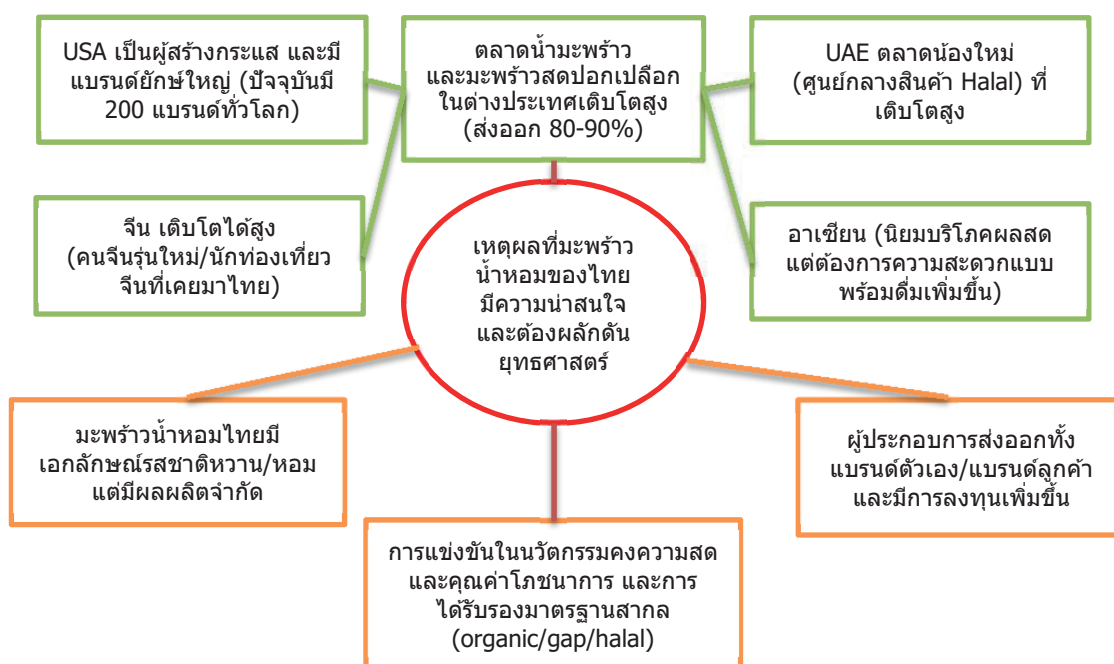 USA เป็นผู้สร้างกระแส และมี
แบรนด์ยักษ์ใหญ่ (ปัจจุบันมี
200 แบรนด์ทั่วโลก)
ตลาดน้ำมะพร้าว
และมะพร้าวสดปอกเปลือก
ในต่างประเทศเติบโตสูง
(ส่งออก 80-90%)
UAE ตลาดน้องใหม่
(ศูนย์กลางสินค้า Halal) ที่
เติบโตสูง
จีน เติบโตได้สูง
(คนจีนรุ่นใหม่/นักท่องเที่ยว
จีนที่เคยมาไทย)
เหตุผลที่มะพร้าว
น้ำหอมของไทย
มีความน่าสนใจ
และต้องผลักดัน
ยุทธศาสตร์
อาเซียน (นิยมบริโภคผลสด
แต่ต้องการความสะดวกแบบ
พร้อมดื่มเพิ่มขึ้น)
มะพร้าวน้ำหอมไทยมี
เอกลักษณ์รสชาติหวาน/หอม
แต่มีผลผลิตจำกัด
ผู้ประกอบการส่งออกทั้ง
แบรนด์ตัวเอง/แบรนด์ลูกค้า
และมีการลงทุนเพิ่มขึ้น
การแข่งขันในนวัตกรรมคงความสด
และคุณค่าโภชนาการ และการ
ได้รับรองมาตรฐานสากล
(organic/gap/halal)